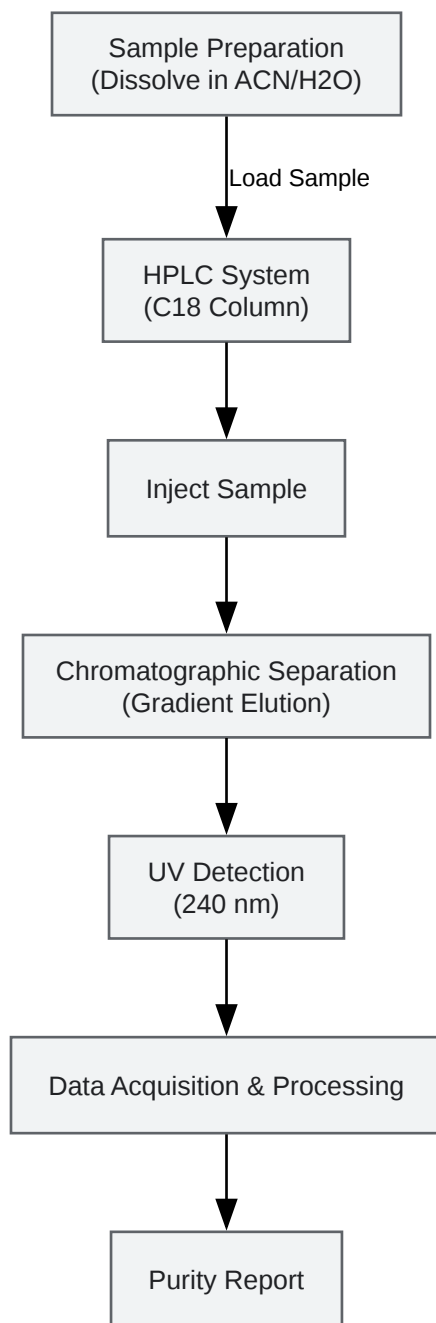 Sample Preparation
(Dissolve in ACN/H2O)
Load Sample
HPLC System
(C18 Column)
Inject Sample
Chromatographic Separation
(Gradient Elution)
UV Detection
(240 nm)
Data Acquisition & Processing
Purity Report